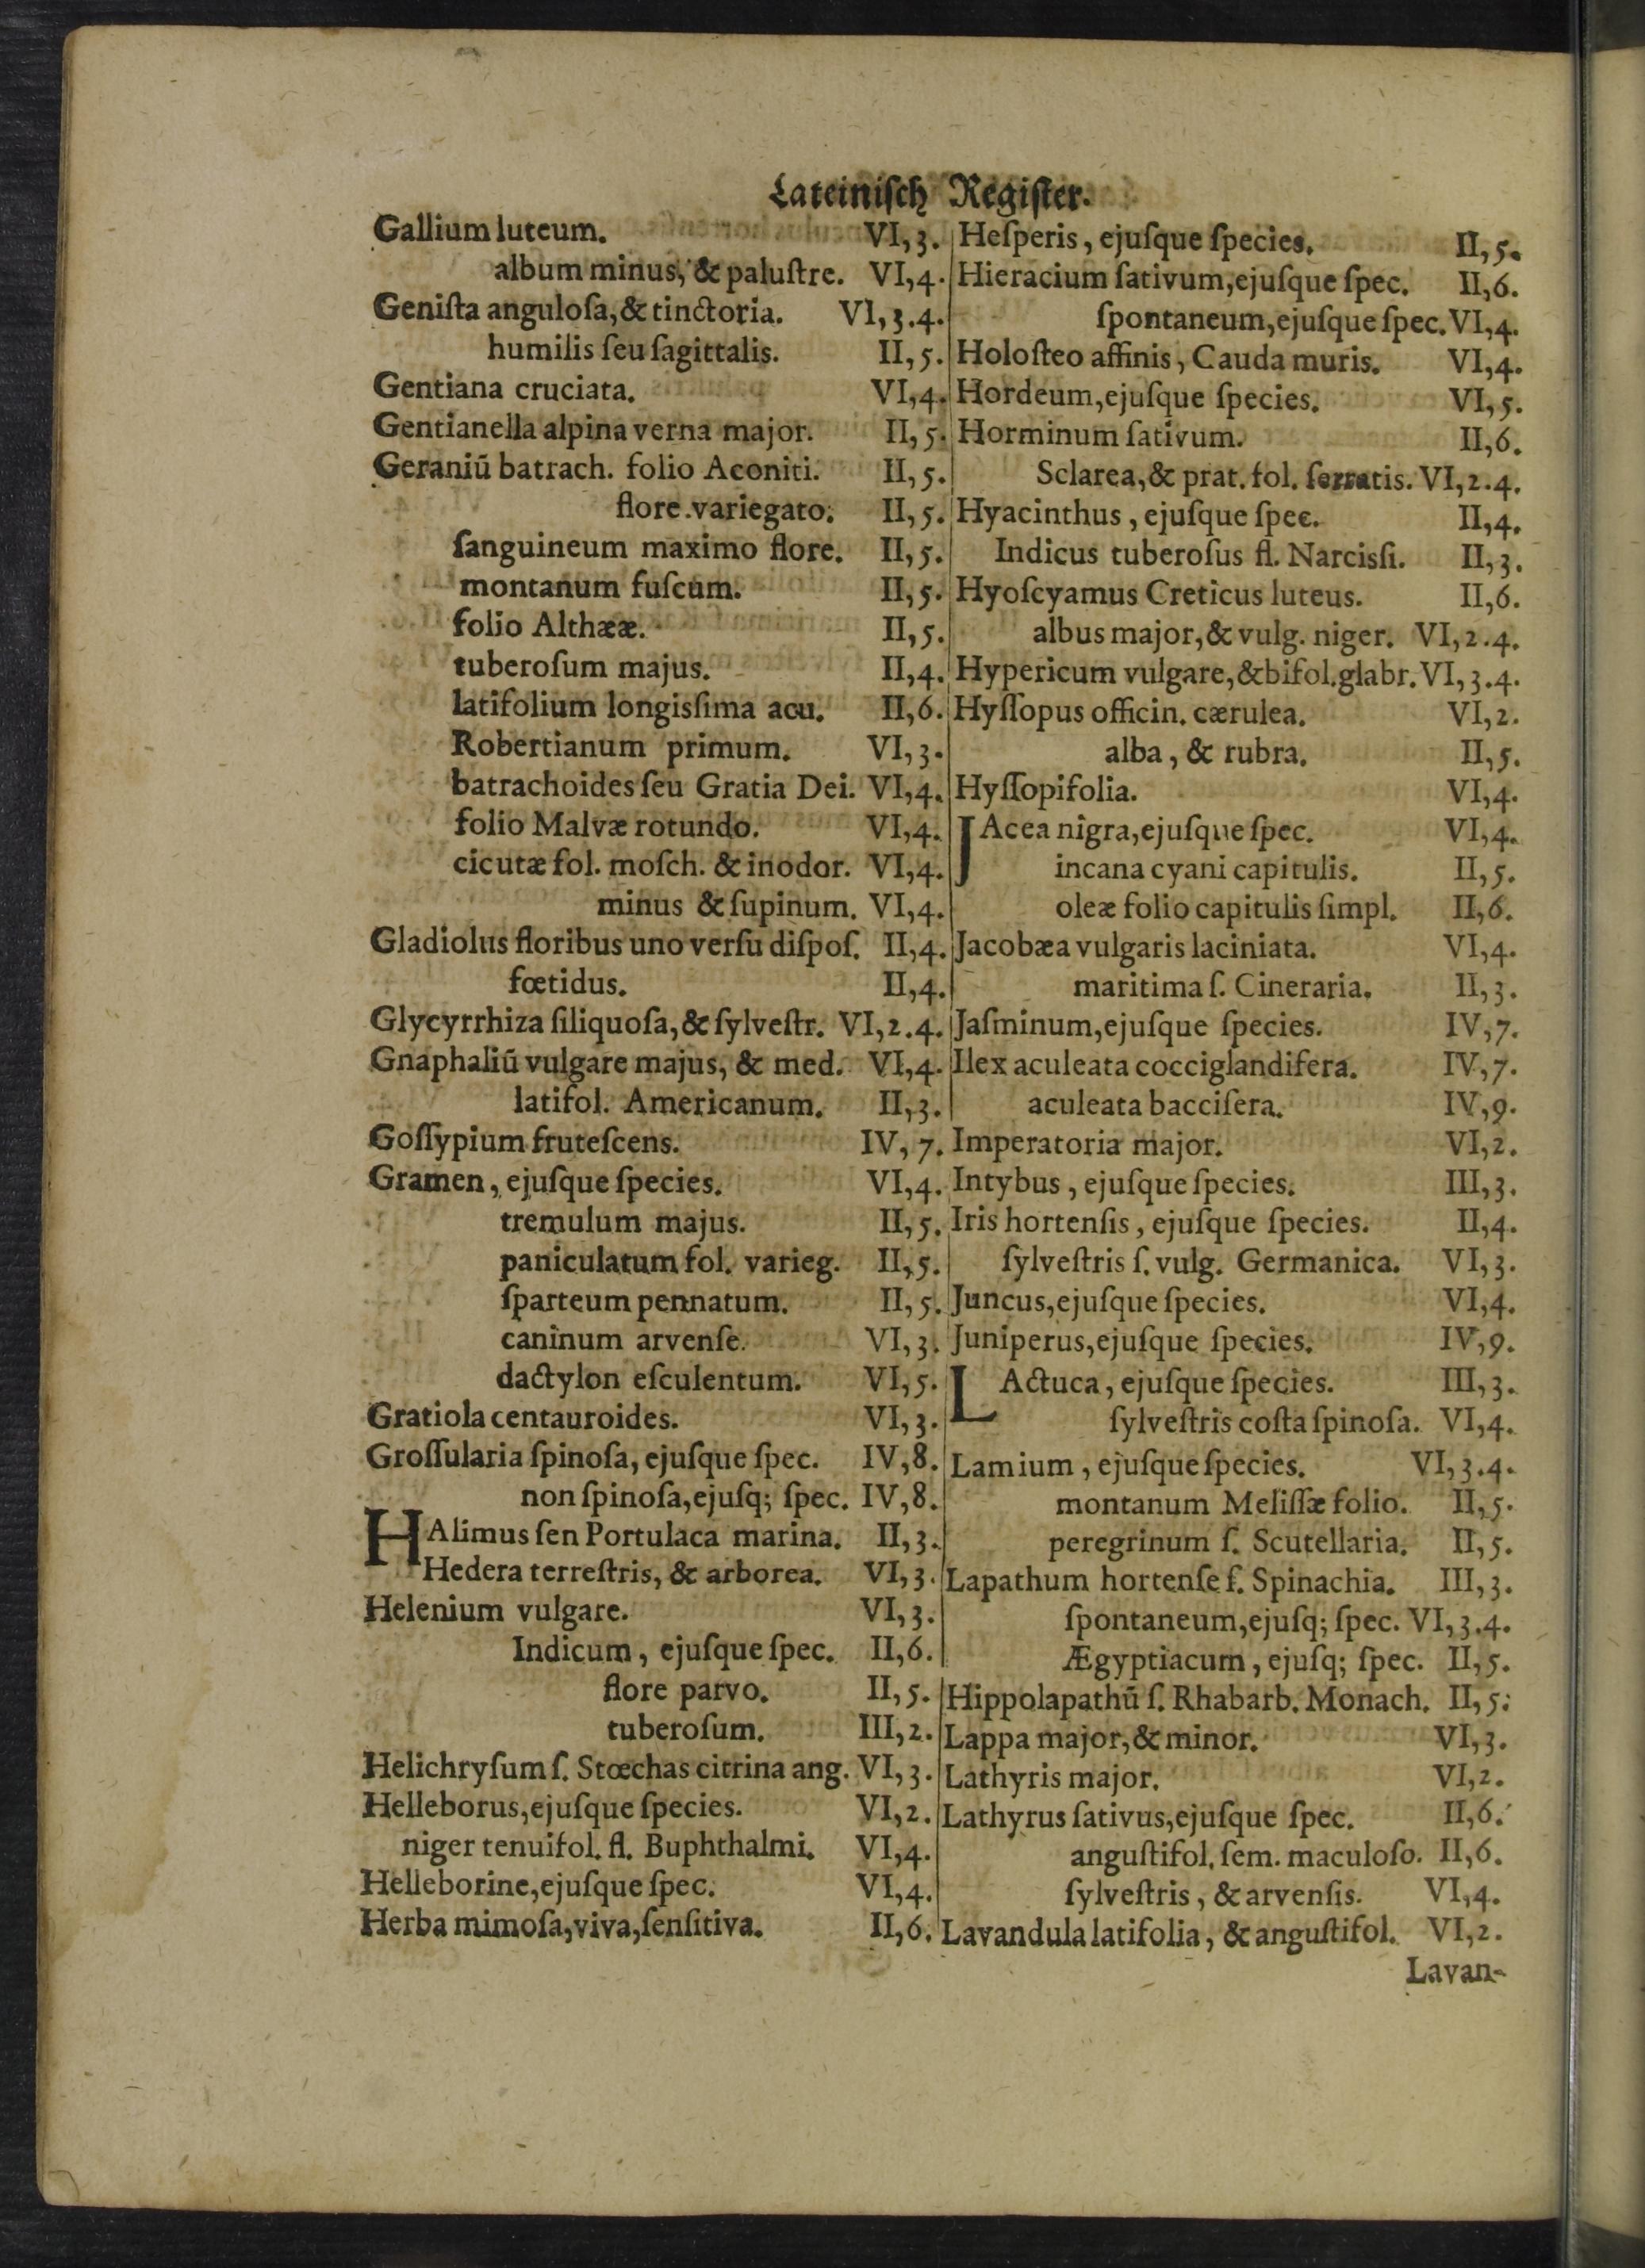 Lateiniſch Regiſter.
Gallium luteum. VI,3.
album minus, & paluſtre. VI,4.
Geniſta anguloſa,& tinctoria. VI,3.4.
humilis ſeu ſagittalis. II,5.
Gentiana cruciata. VI,4.
Gentianella alpina verna major. II,5.
Geraniū batrach. folio Aconiti. II,5.
flore variegato. II,5.
ſanguineum maximo flore. II,5.
montanum fuſcum. II,5.
folio Althææ. II,5.
tuberoſum majus. II,4.
latifolium longisſima acu. II,6.
Robertianum primum. VI,3.
batrachoides ſeu Gratia Dei. VI,4.
folio Malvæ rotundo. VI,4.
cicutæ fol. moſch. & inodor. VI,4.
minus & ſupinum. VI,4.
Gladiolus floribus uno verſu diſpoſ. II,4.
fœtidus. II,4.
Glycyrrhiza ſiliquoſa,& ſylveſtr. VI,2.4.
Gnaphaliū vulgare majus, & med. VI,4.
latifol. Americanum. II,3.
Goſſypium fruteſcens. IV,7.
Gramen, ejuſque ſpecies. VI,4.
tremulum majus. II,5.
paniculatum fol. varieg. II,5.
ſparteum pennatum. II,5.
caninum arvenſe. VI,3.
dactylon eſculentum. VI,5.
Gratiola centauroides. VI,3.
Groſſularia ſpinoſa, ejuſque ſpec. IV,8.
non ſpinoſa,ejuſq; ſpec. IV,8.
HAlimus ſen Portulaca marina. II,3.
Hedera terreſtris, & arborea. VI,3.
Helenium vulgare. VI,3.
Indicum, ejuſque ſpec. II,6.
flore parvo. II,5.
tuberoſum. III,2.
Helichryſum ſ. Stœchas citrina ang. VI,3.
Helleborus,ejuſque ſpecies. VI,2.
niger tenuifol. fl. Buphthalmi. VI,4.
Helleborine,ejuſque ſpec. VI,4.
Herba mimoſa,viva,ſenſitiva. II,6.
Heſperis, ejuſque ſpecies. II,5.
Hieracium ſativum,ejuſque ſpec. II,6.
ſpontaneum,ejuſque ſpec. VI,4.
Holoſteo affinis, Cauda muris. VI,4.
Hordeum,ejuſque ſpecies. VI,5.
Horminum ſativum. II,6.
Sclarea,& prat. fol. ſerratis. VI,2.4.
Hyacinthus, ejuſque ſpec. II,4.
Indicus tuberoſus fl. Narcisſi. II,3.
Hyoſcyamus Creticus luteus. II,6.
albus major,& vulg. niger. VI,2.4.
Hypericum vulgare,&bifol.glabr. VI,3.4.
Hyſſopus officin. cærulea. VI,2.
alba, & rubra. II,5.
Hyſſopifolia. VI,4.
JAcea nigra,ejuſque ſpec. VI,4.
incana cyani capitulis. II,5.
oleæ folio capitulis ſimpl. II,6.
Jacobæa vulgaris laciniata. VI,4.
maritima ſ. Cineraria. II,3.
Jaſminum,ejuſque ſpecies. IV,7.
Ilex aculeata cocciglandifera. IV,7.
aculeata bacciſera. IV,9.
Imperatoria major. VI,2.
Intybus, ejuſque ſpecies. III,3.
Iris hortenſis, ejuſque ſpecies. II,4.
ſylveſtris ſ. vulg. Germanica. VI,3.
Juncus,ejuſque ſpecies. VI,4.
Juniperus,ejuſque ſpecies. IV,9.
LActuca, ejuſque ſpecies. III,3.
ſylveſtris coſta ſpinoſa. VI,4.
Lamium, ejuſque ſpecies. VI,3.4.
montanum Meliſſæ folio. II,5.
peregrinum ſ. Scutellaria. II,5.
Lapathum hortenſe ſ. Spinachia. III,3.
ſpontaneum,ejuſq; ſpec. VI,3.4.
Ægyptiacum, ejuſq; ſpec. II,5.
Hippolapathū ſ. Rhabarb. Monach. II,5.
Lappa major,& minor. VI,3.
Lathyris major. VI,2.
Lathyrus ſativus,ejuſque ſpec. II,6.
anguſtifol. ſem. maculoſo. II,6.
ſylveſtris, & arvenſis. VI,4.
Lavandula latifolia, & anguſtifol. VI,2.
Lavan-